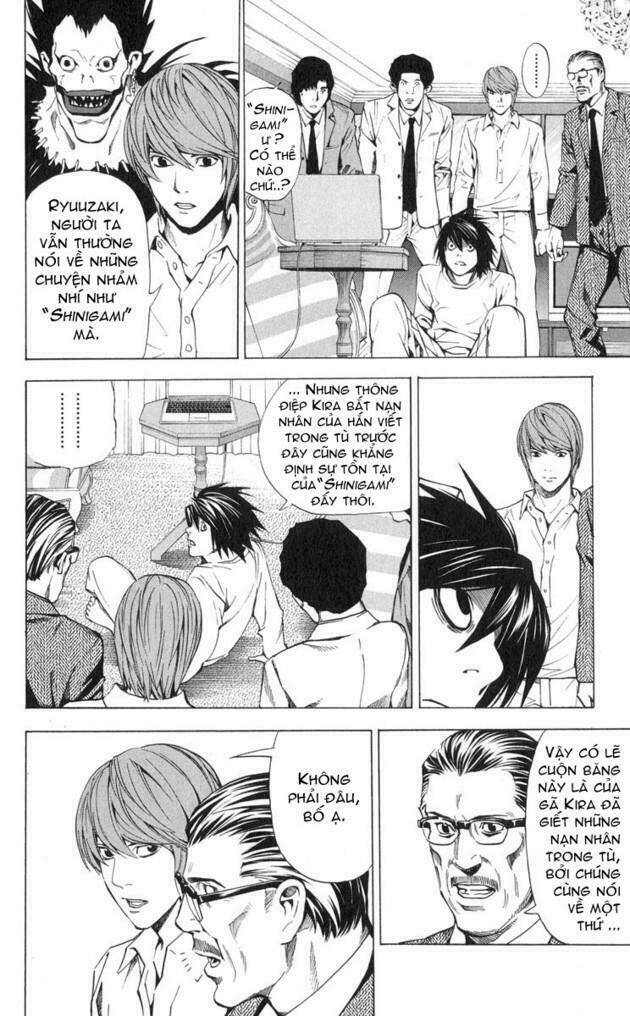 .......
"Shini-
gami"
ư ?
Có thể
nào
chứ..?
Ryuuzaki,
người ta
vẫn thường
nói về những
chuyện nhảm
nhí như
"Shinigami"
mà.
... Nhưng thông
điệp Kira bắt nạn
nhân của hắn viết
trong tù trước
đây cũng khẳng
định sự tồn tại
của "Shinigami"
đấy thôi.
.......
Vậy có lẽ
cuộn băng
này là của
gã Kira đã
giết những
nạn nhân
trong tù,
bởi chúng
cùng nói
về một
thứ ...
Không
phải đâu,
bố ạ.